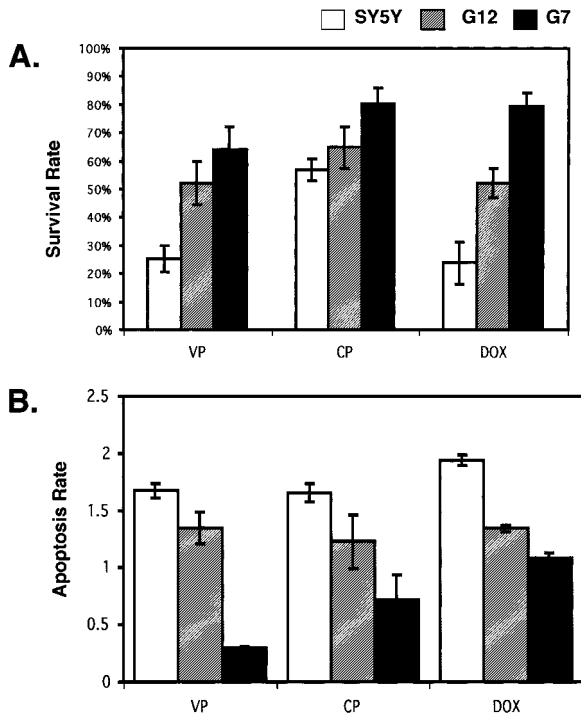 SY5Y G12 G7
A.
Survival Rate
100%
90%
80%
70%
60%
50%
40%
30%
20%
10%
0%
VP CP DOX
B.
Apoptosis Rate
2.5
2
1.5
1
0.5
0
VP CP DOX